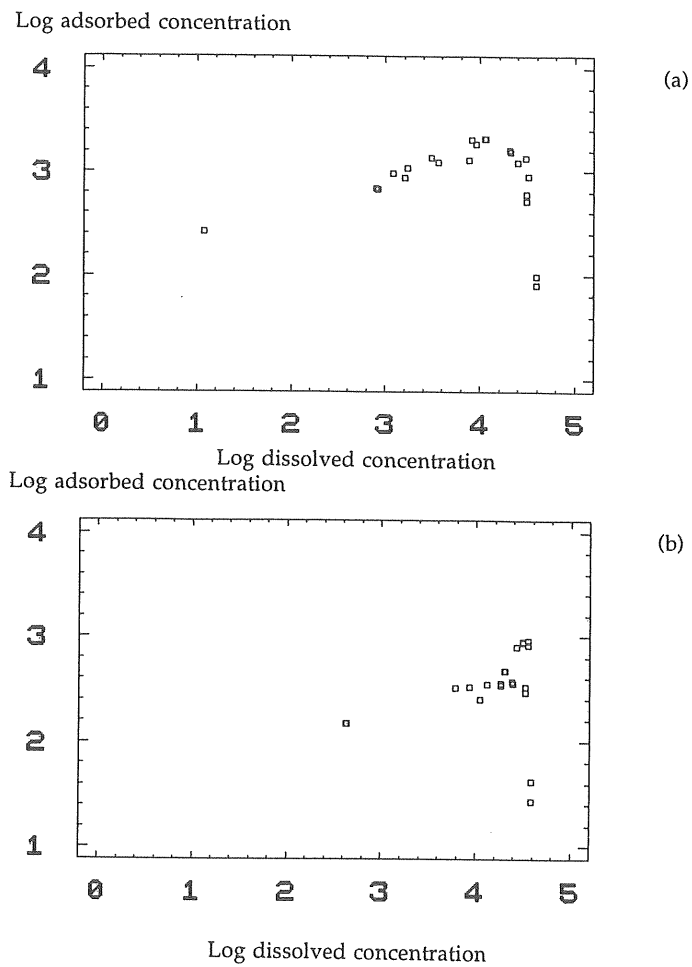 Log adsorbed concentration
(a)
4
3
2
1
0 1 2 3 4 5
Log dissolved concentration
Log adsorbed concentration
(b)
4
3
2
1
0 1 2 3 4 5
Log dissolved concentration